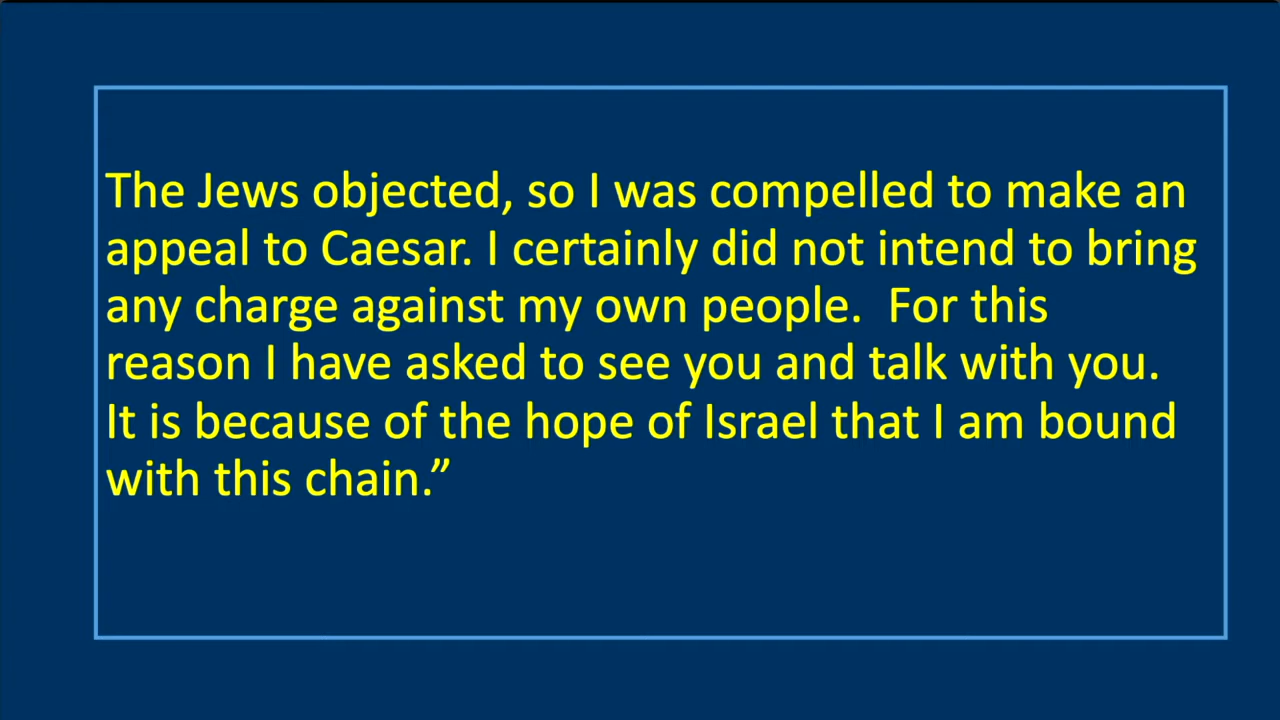 The Jews objected, so I was compelled to make an
appeal to Caesar. I certainly did not intend to bring
any charge against my own people.  For this
reason I have asked to see you and talk with you.
It is because of the hope of Israel that I am bound
with this chain.”